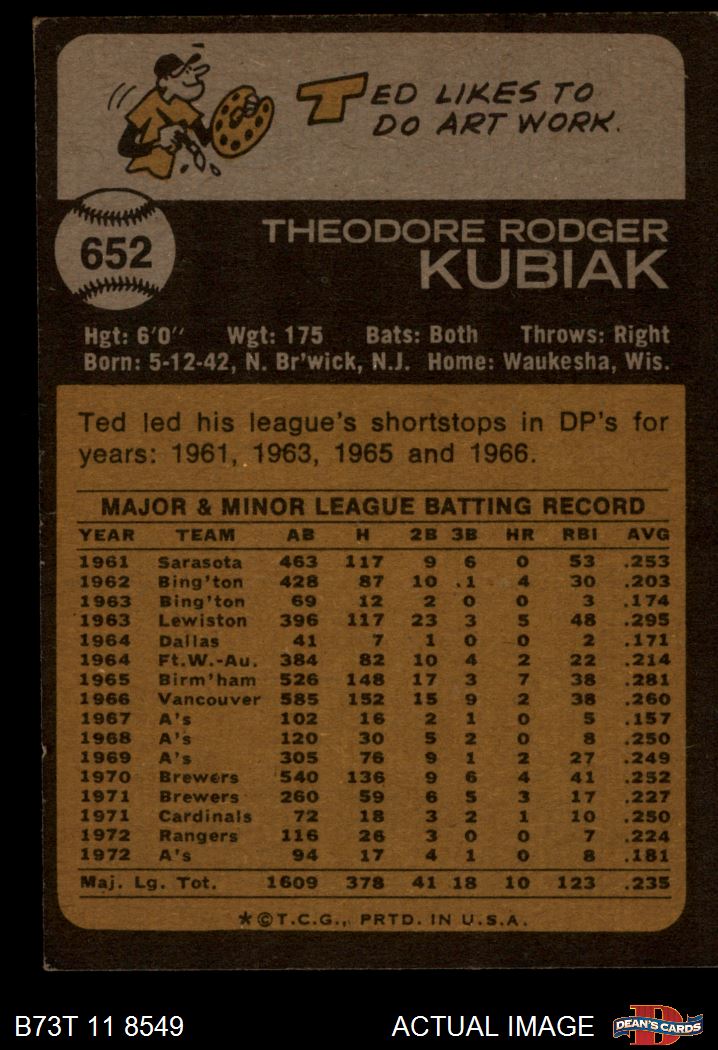 TED LIKES TO
DO ART WORK.
652
THEODORE RODGER
KUBIAK
Hgt: 6'0" Wgt: 175 Bats: Both Throws: Right
Born: 5-12-42, N. Br'wick, N.J. Home: Waukesha, Wis.
Ted led his league's shortstops in DP's for
years: 1961, 1963, 1965 and 1966.
MAJOR & MINOR LEAGUE BATTING RECORD
YEAR TEAM AB H 2B 3B HR RBI AVG
1961 Sarasota 463 117 9 6 0 53 .253
1962 Bing'ton 428 87 10 .1 4 30 .203
1963 Bing'ton 69 12 2 0 0 3 .174
1963 Lewiston 396 117 23 3 5 48 .295
1964 Dallas 41 7 1 0 0 2 .171
1964 Ft.W.-Au. 384 82 10 4 2 22 .214
1965 Birm'ham 526 148 17 3 7 38 .281
1966 Vancouver 585 152 15 9 2 38 .260
1967 A's 102 16 2 1 0 5 .157
1968 A's 120 30 5 2 0 8 .250
1969 A's 305 76 9 1 2 27 .249
1970 Brewers 540 136 9 6 4 41 .252
1971 Brewers 260 59 6 5 3 17 .227
1971 Cardinals 72 18 3 2 1 10 .250
1972 Rangers 116 26 3 0 0 7 .224
1972 A's 94 17 4 1 0 8 .181
Maj. Lg. Tot. 1609 378 41 18 10 123 .235
*©T.C.G., PRTD. IN U.S.A.
B73T 11 8549 ACTUAL IMAGE D DEAN'S CARDS